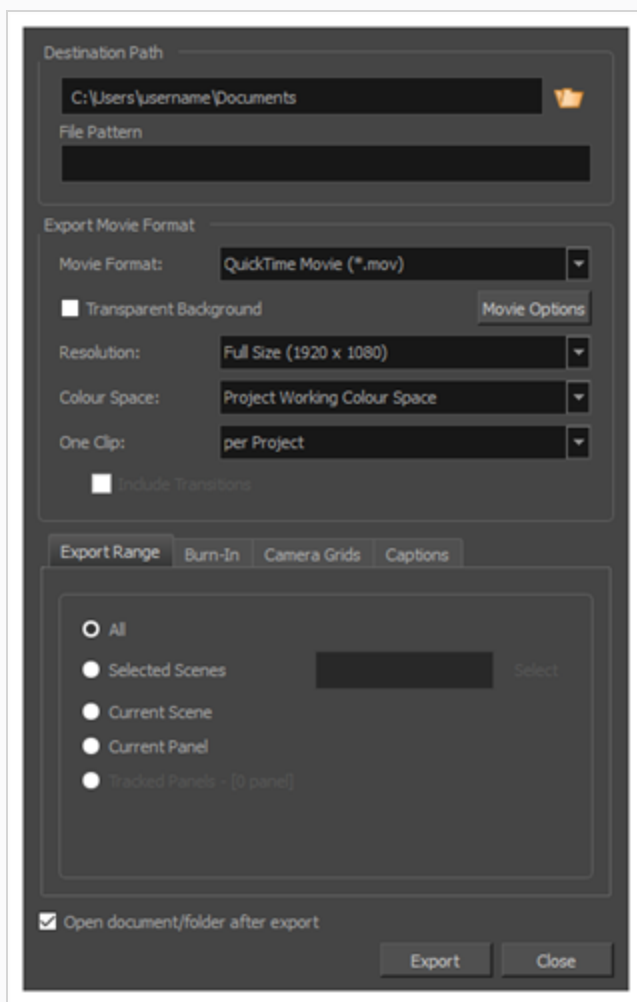 Destination Path
C:\Users\username\Documents
File Pattern
Export Movie Format
Movie Format: QuickTime Movie (*.mov)
Transparent Background Movie Options
Resolution: Full Size (1920 x 1080)
Colour Space: Project Working Colour Space
One Clip: per Project
Include Transitions
Export Range Burn-In Camera Grids Captions
All
Selected Scenes Select
Current Scene
Current Panel
Tracked Panels - [0 panel]
Open document/folder after export
Export Close